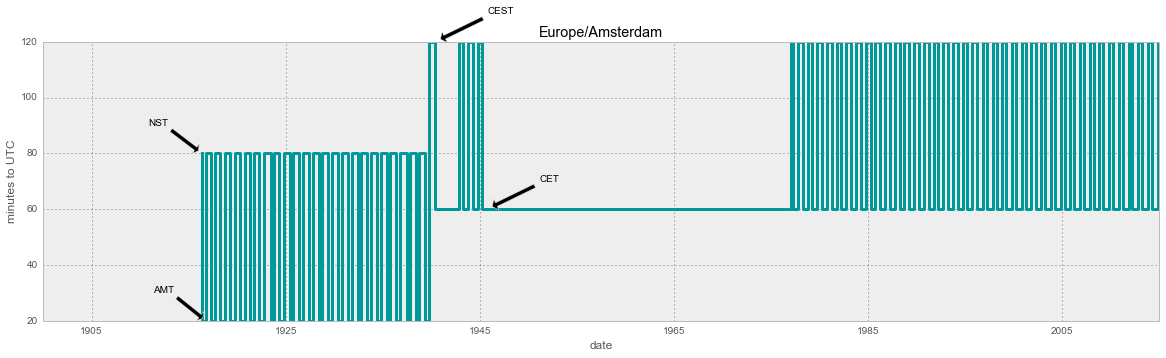 CEST
Europe/Amsterdam
120
100
NST
80
minutes to UTC
CET
60
40
AMT
20
1905 1925 1945 1965 1985 2005
date